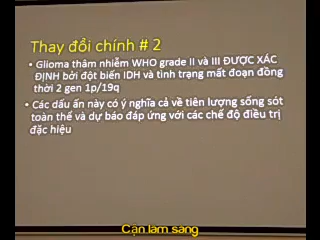 Thay đổi chính # 2
• Glioma thâm nhiễm WHO grade II và III ĐƯỢC XÁC
ĐỊNH bởi đột biến IDH và tình trạng mất đoạn đồng
thời 2 gen 1p/19q
• Các dấu ấn này có ý nghĩa cả về tiên lượng sống sót
toàn thể và dự báo đáp ứng với các chế độ điều trị
đặc hiệu
Cận lâm sàng